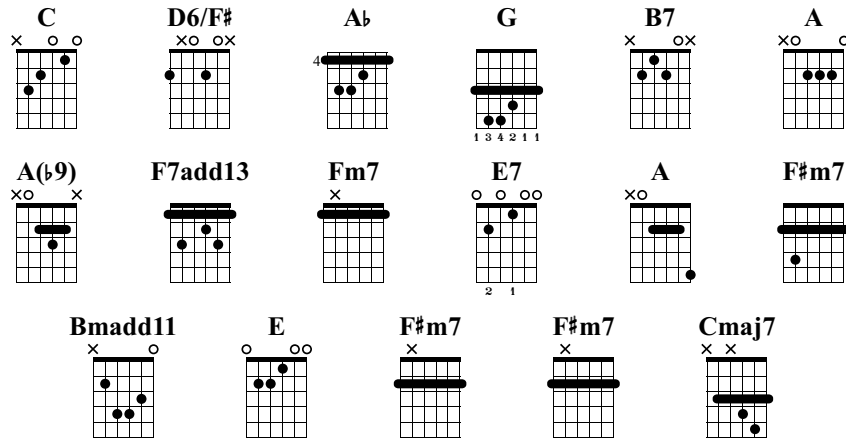 C D6/F♯ A♭ G B7 A
4
1 3 4 2 1 1
A(♭9) F7add13 Fm7 E7 A F♯m7
2 1
Bmadd11 E F♯m7 F♯m7 Cmaj7